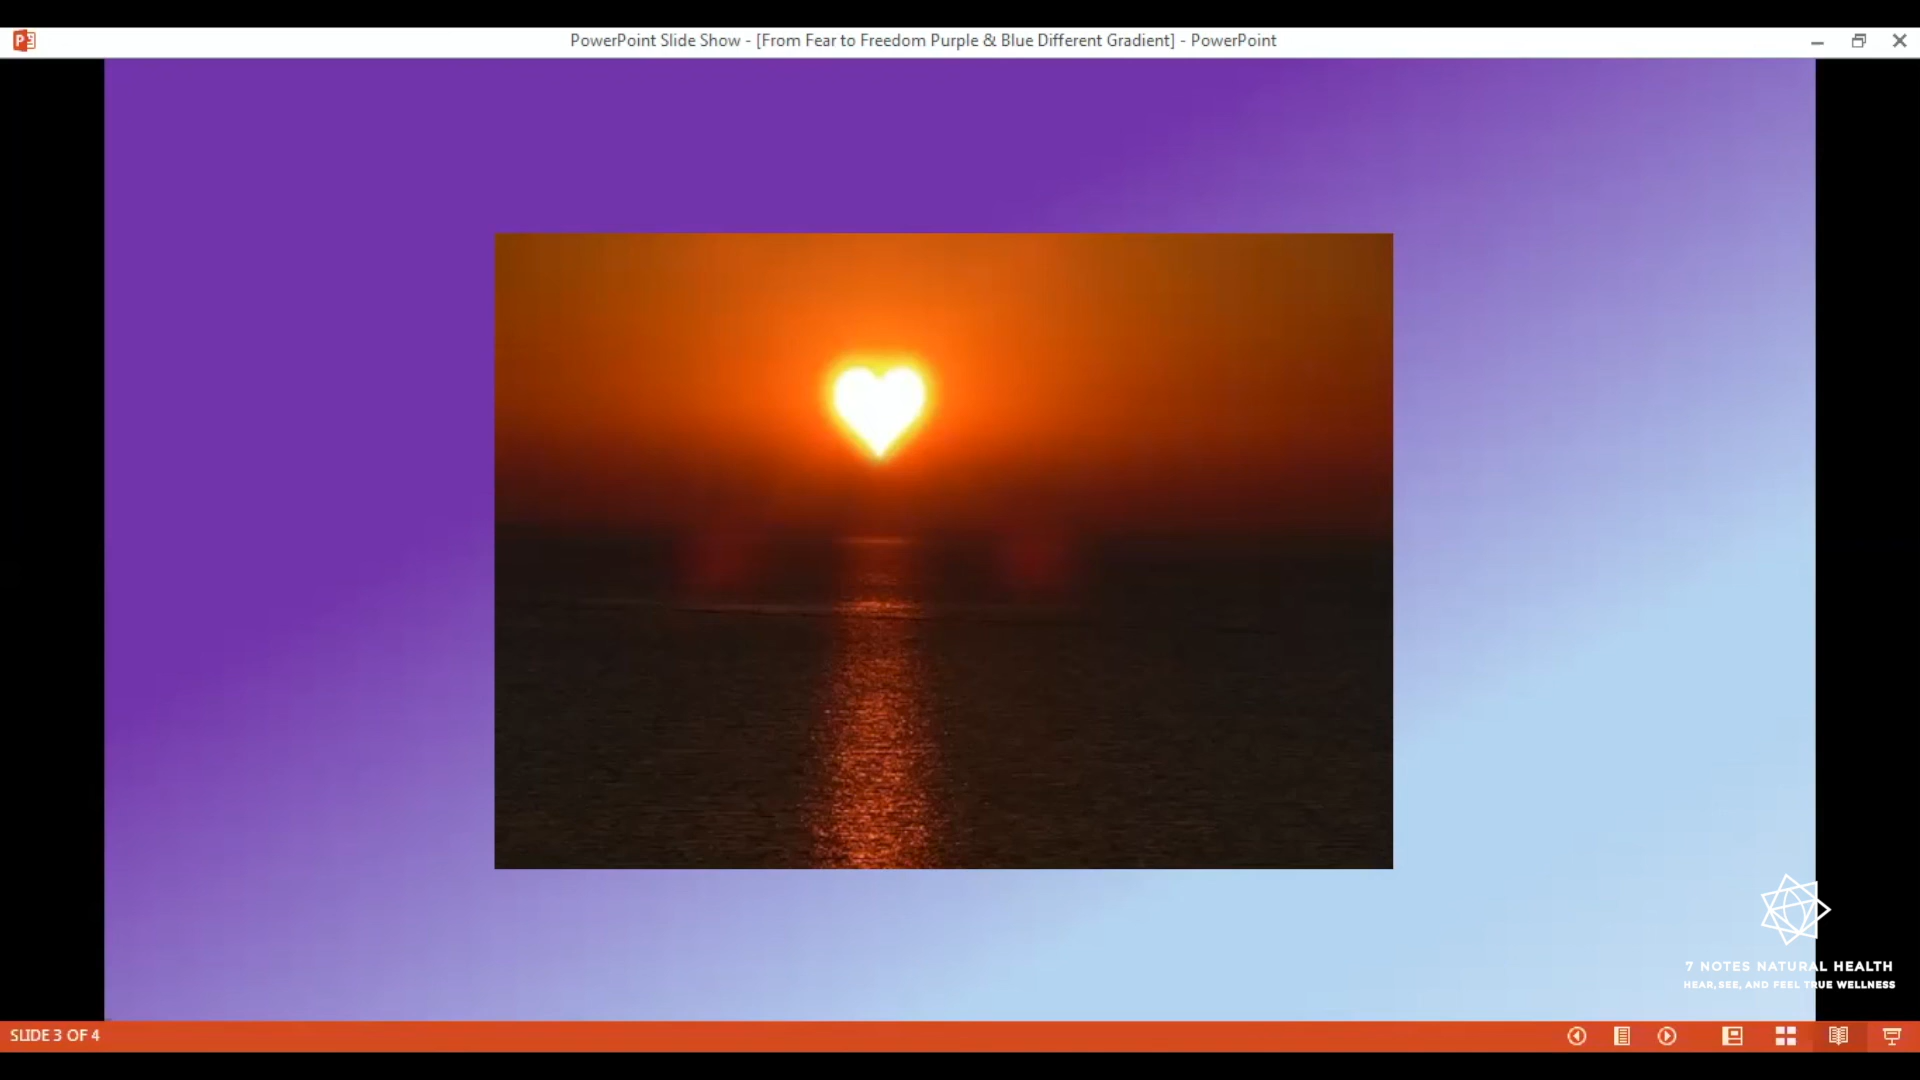 PowerPoint Slide Show - [From Fear to Freedom Purple & Blue Different Gradient] - PowerPoint
7 NOTES NATURAL HEALTH
HEAR, SEE, AND FEEL TRUE WELLNESS
SLIDE 3 OF 4